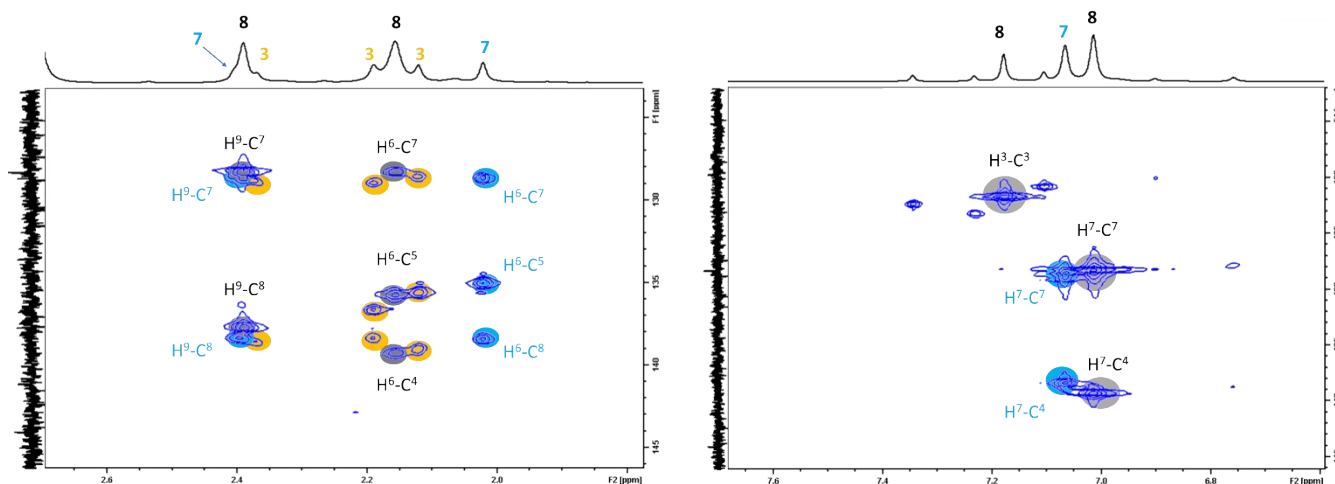 8
7
3
3
8
3
7
H⁹-C⁷
H⁶-C⁷
H⁹-C⁷
H⁶-C⁷
H⁶-C⁵
H⁶-C⁵
H⁹-C⁸
H⁹-C⁸
H⁶-C⁸
H⁶-C⁴
F1 [ppm]
130
135
140
145
2.6
2.4
2.2
2.0
F2 [ppm]
8
7
8
H³-C³
H⁷-C⁷
H⁷-C⁷
H⁷-C⁴
H⁷-C⁴
7.6
7.4
7.2
7.0
6.8
F2 [ppm]